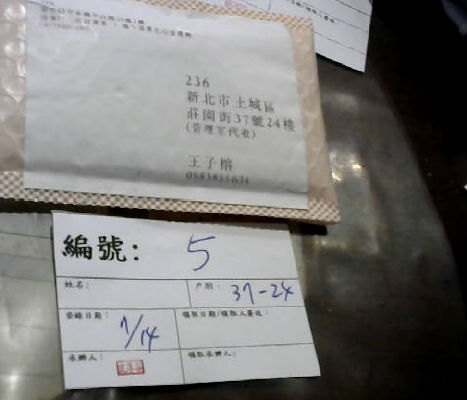 236
新北市土城區
莊園街37號24樓
(管理室代收)
王子榕
編號: 5
姓名:
戶別: 37-24
登錄日期: 7/14
領取日期/領取人簽收:
承辦人:
領取承辦人: